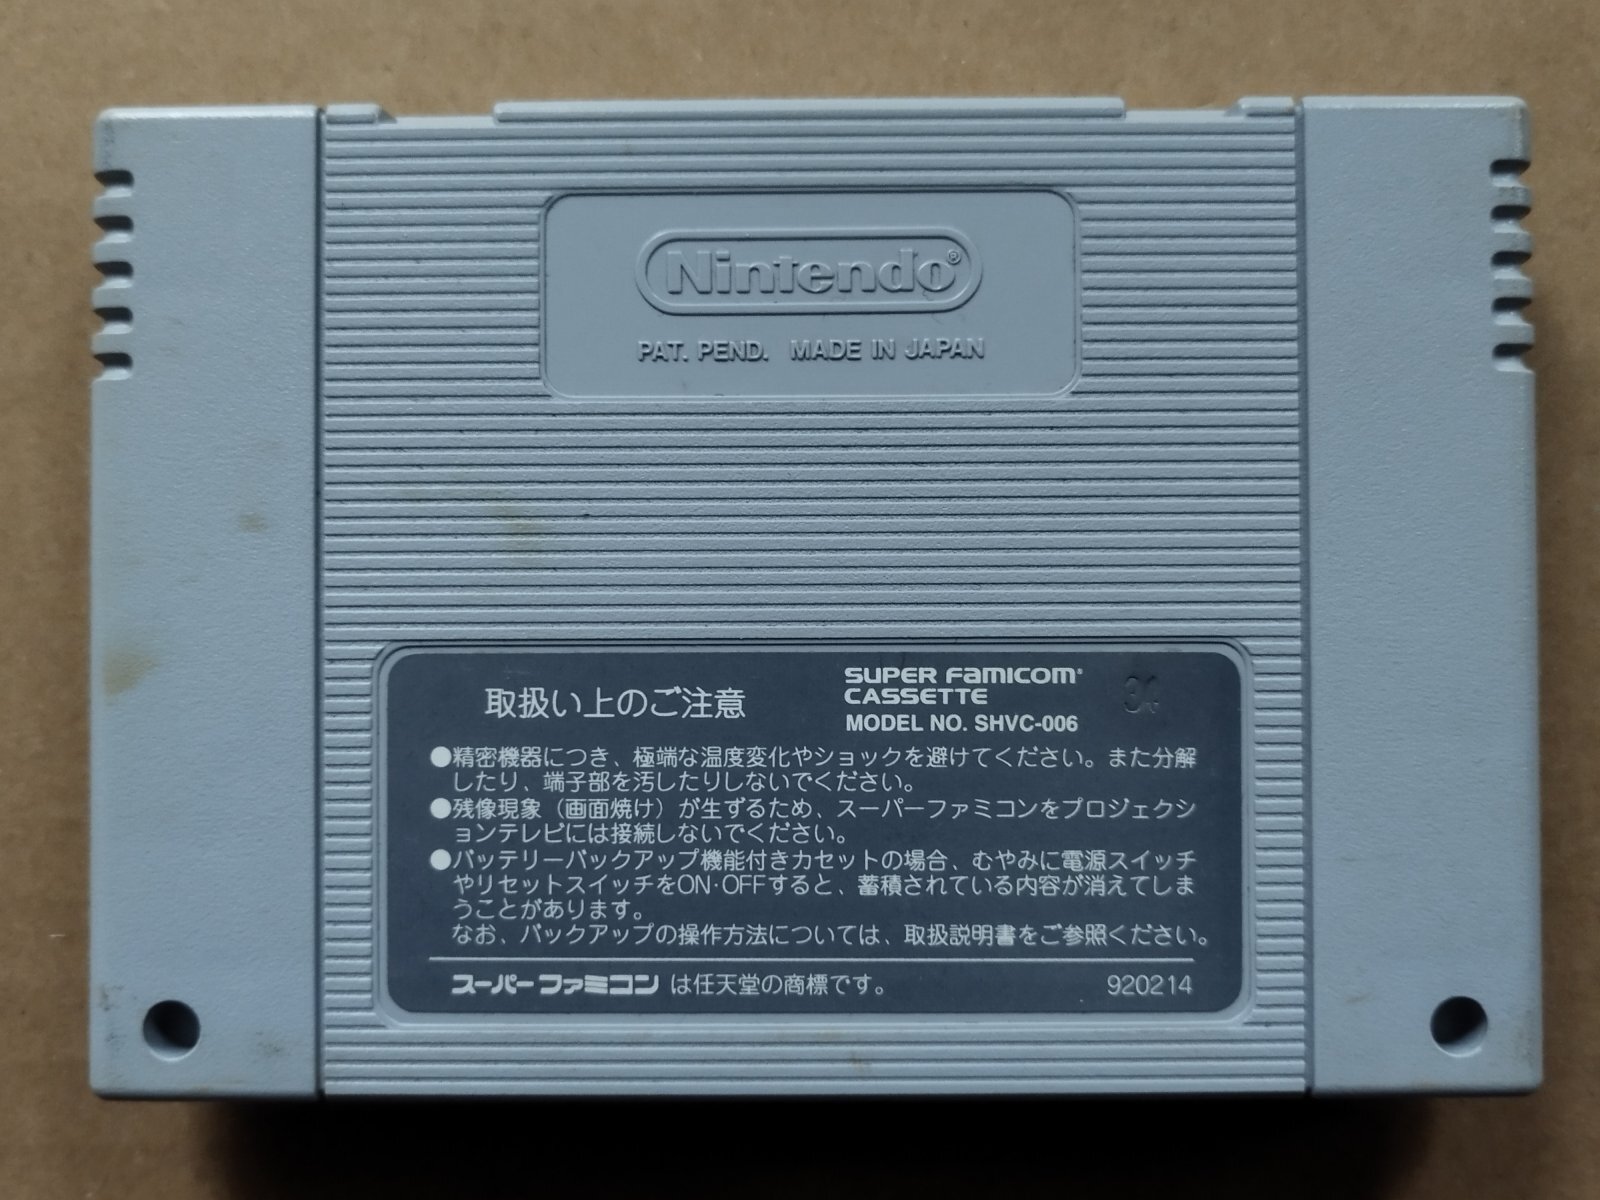 Nintendo®
PAT. PEND. MADE IN JAPAN
取扱い上のご注意
SUPER FAMICOM®
CASSETTE
MODEL NO. SHVC-006
●精密機器につき、極端な温度変化やショックを避けてください。また分解
したり、端子部を汚したりしないでください。
●残像現象（画面焼け）が生ずるため、スーパーファミコンをプロジェクシ
ョンテレビには接続しないでください。
●バッテリーバックアップ機能付きカセットの場合、むやみに電源スイッチ
やリセットスイッチをON·OFFすると、蓄積されている内容が消えてしま
うことがあります。
なお、バックアップの操作方法については、取扱説明書をご参照ください。
スーパーファミコン は任天堂の商標です。
920214